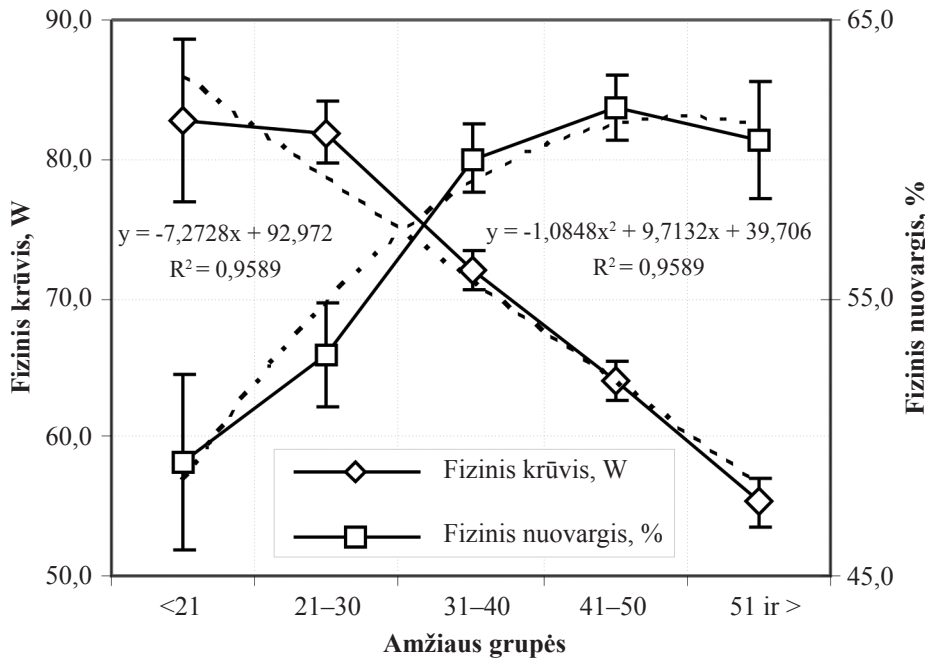 90,0
80,0
70,0
60,0
50,0
Fizinis krūvis, W
65,0
55,0
45,0
Fizinis nuovargis, %
y = -7,2728x + 92,972
R² = 0,9589
y = -1,0848x² + 9,7132x + 39,706
R² = 0,9589
Fizinis krūvis, W
Fizinis nuovargis, %
<21 21–30 31–40 41–50 51 ir >
Amžiaus grupės